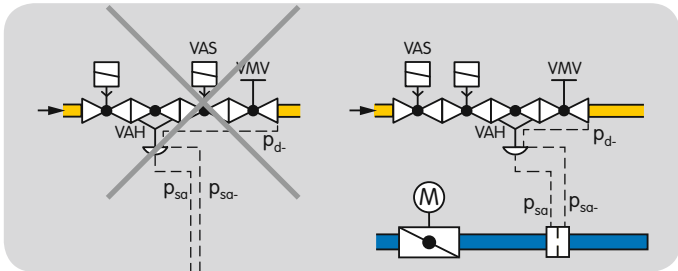 VAS
VMV
VAH
pd-
psa
psa-
VAS
VMV
VAH
pd-
psa
psa-
M